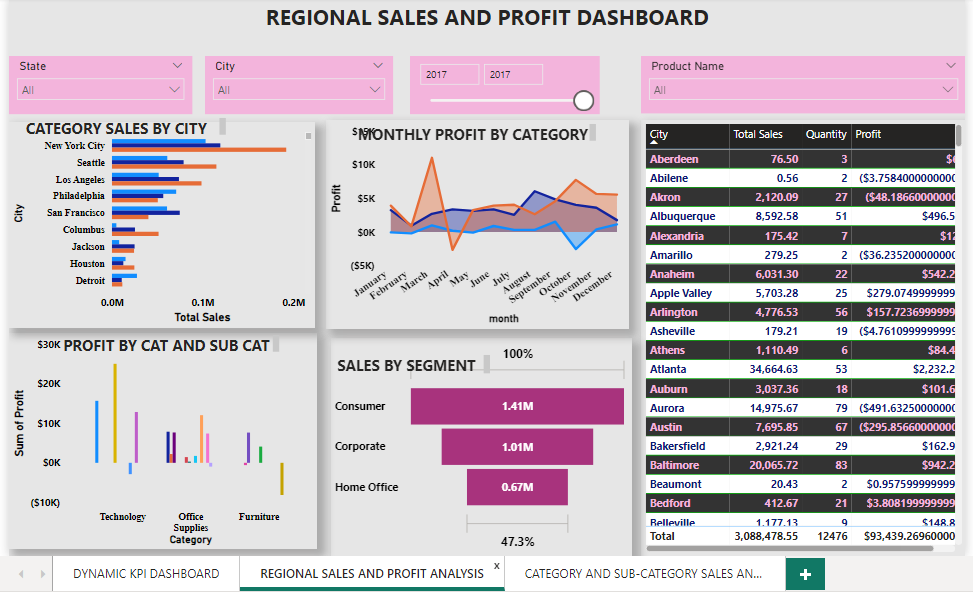 REGIONAL SALES AND PROFIT DASHBOARD
State
All
City
All
2017 2017
Product Name
All
CATEGORY SALES BY CITY
New York City
Seattle
Los Angeles
Philadelphia
San Francisco
Columbus
Jackson
Houston
Detroit
City
0.0M 0.1M 0.2M
Total Sales
MONTHLY PROFIT BY CATEGORY
$15K
$10K
$5K
$0K
($5K)
Profit
January February March April May June July August September October November December
month
City Total Sales Quantity Profit
Aberdeen 76.50 3
Abilene 0.56 2 ($3.7584000000
Akron 2,120.09 27 ($48.1866000000
Albuquerque 8,592.58 51 $496.5
Alexandria 175.42 7 $12
Amarillo 279.25 2 ($36.235200000
Anaheim 6,031.30 22 $542.2
Apple Valley 5,703.28 25 $279.0749999999
Arlington 4,776.53 56 $157.7236999999
Asheville 179.21 19 ($4.761099999999
Athens 1,110.49 6 $84.4
Atlanta 34,664.63 53 $2,232.2
Auburn 3,037.36 18 $101.6
Aurora 14,975.67 79 ($491.6325000000
Austin 7,695.85 67 ($295.8566000000
Bakersfield 2,921.24 29 $162.9
Baltimore 20,065.72 83 $942.2
Beaumont 20.43 2 $0.957599999999
Bedford 412.67 21 $3.808199999999
Belleville 1,177.13 9 $148.8
Total 3,088,478.55 12476 $93,439.26960000
PROFIT BY CAT AND SUB CAT
$30K
$20K
$10K
$0K
($10K)
Sum of Profit
Technology Office Supplies Furniture
Category
SALES BY SEGMENT
100%
Consumer 1.41M
Corporate 1.01M
Home Office 0.67M
47.3%
DYNAMIC KPI DASHBOARD
REGIONAL SALES AND PROFIT ANALYSIS x
CATEGORY AND SUB-CATEGORY SALES AN...
+